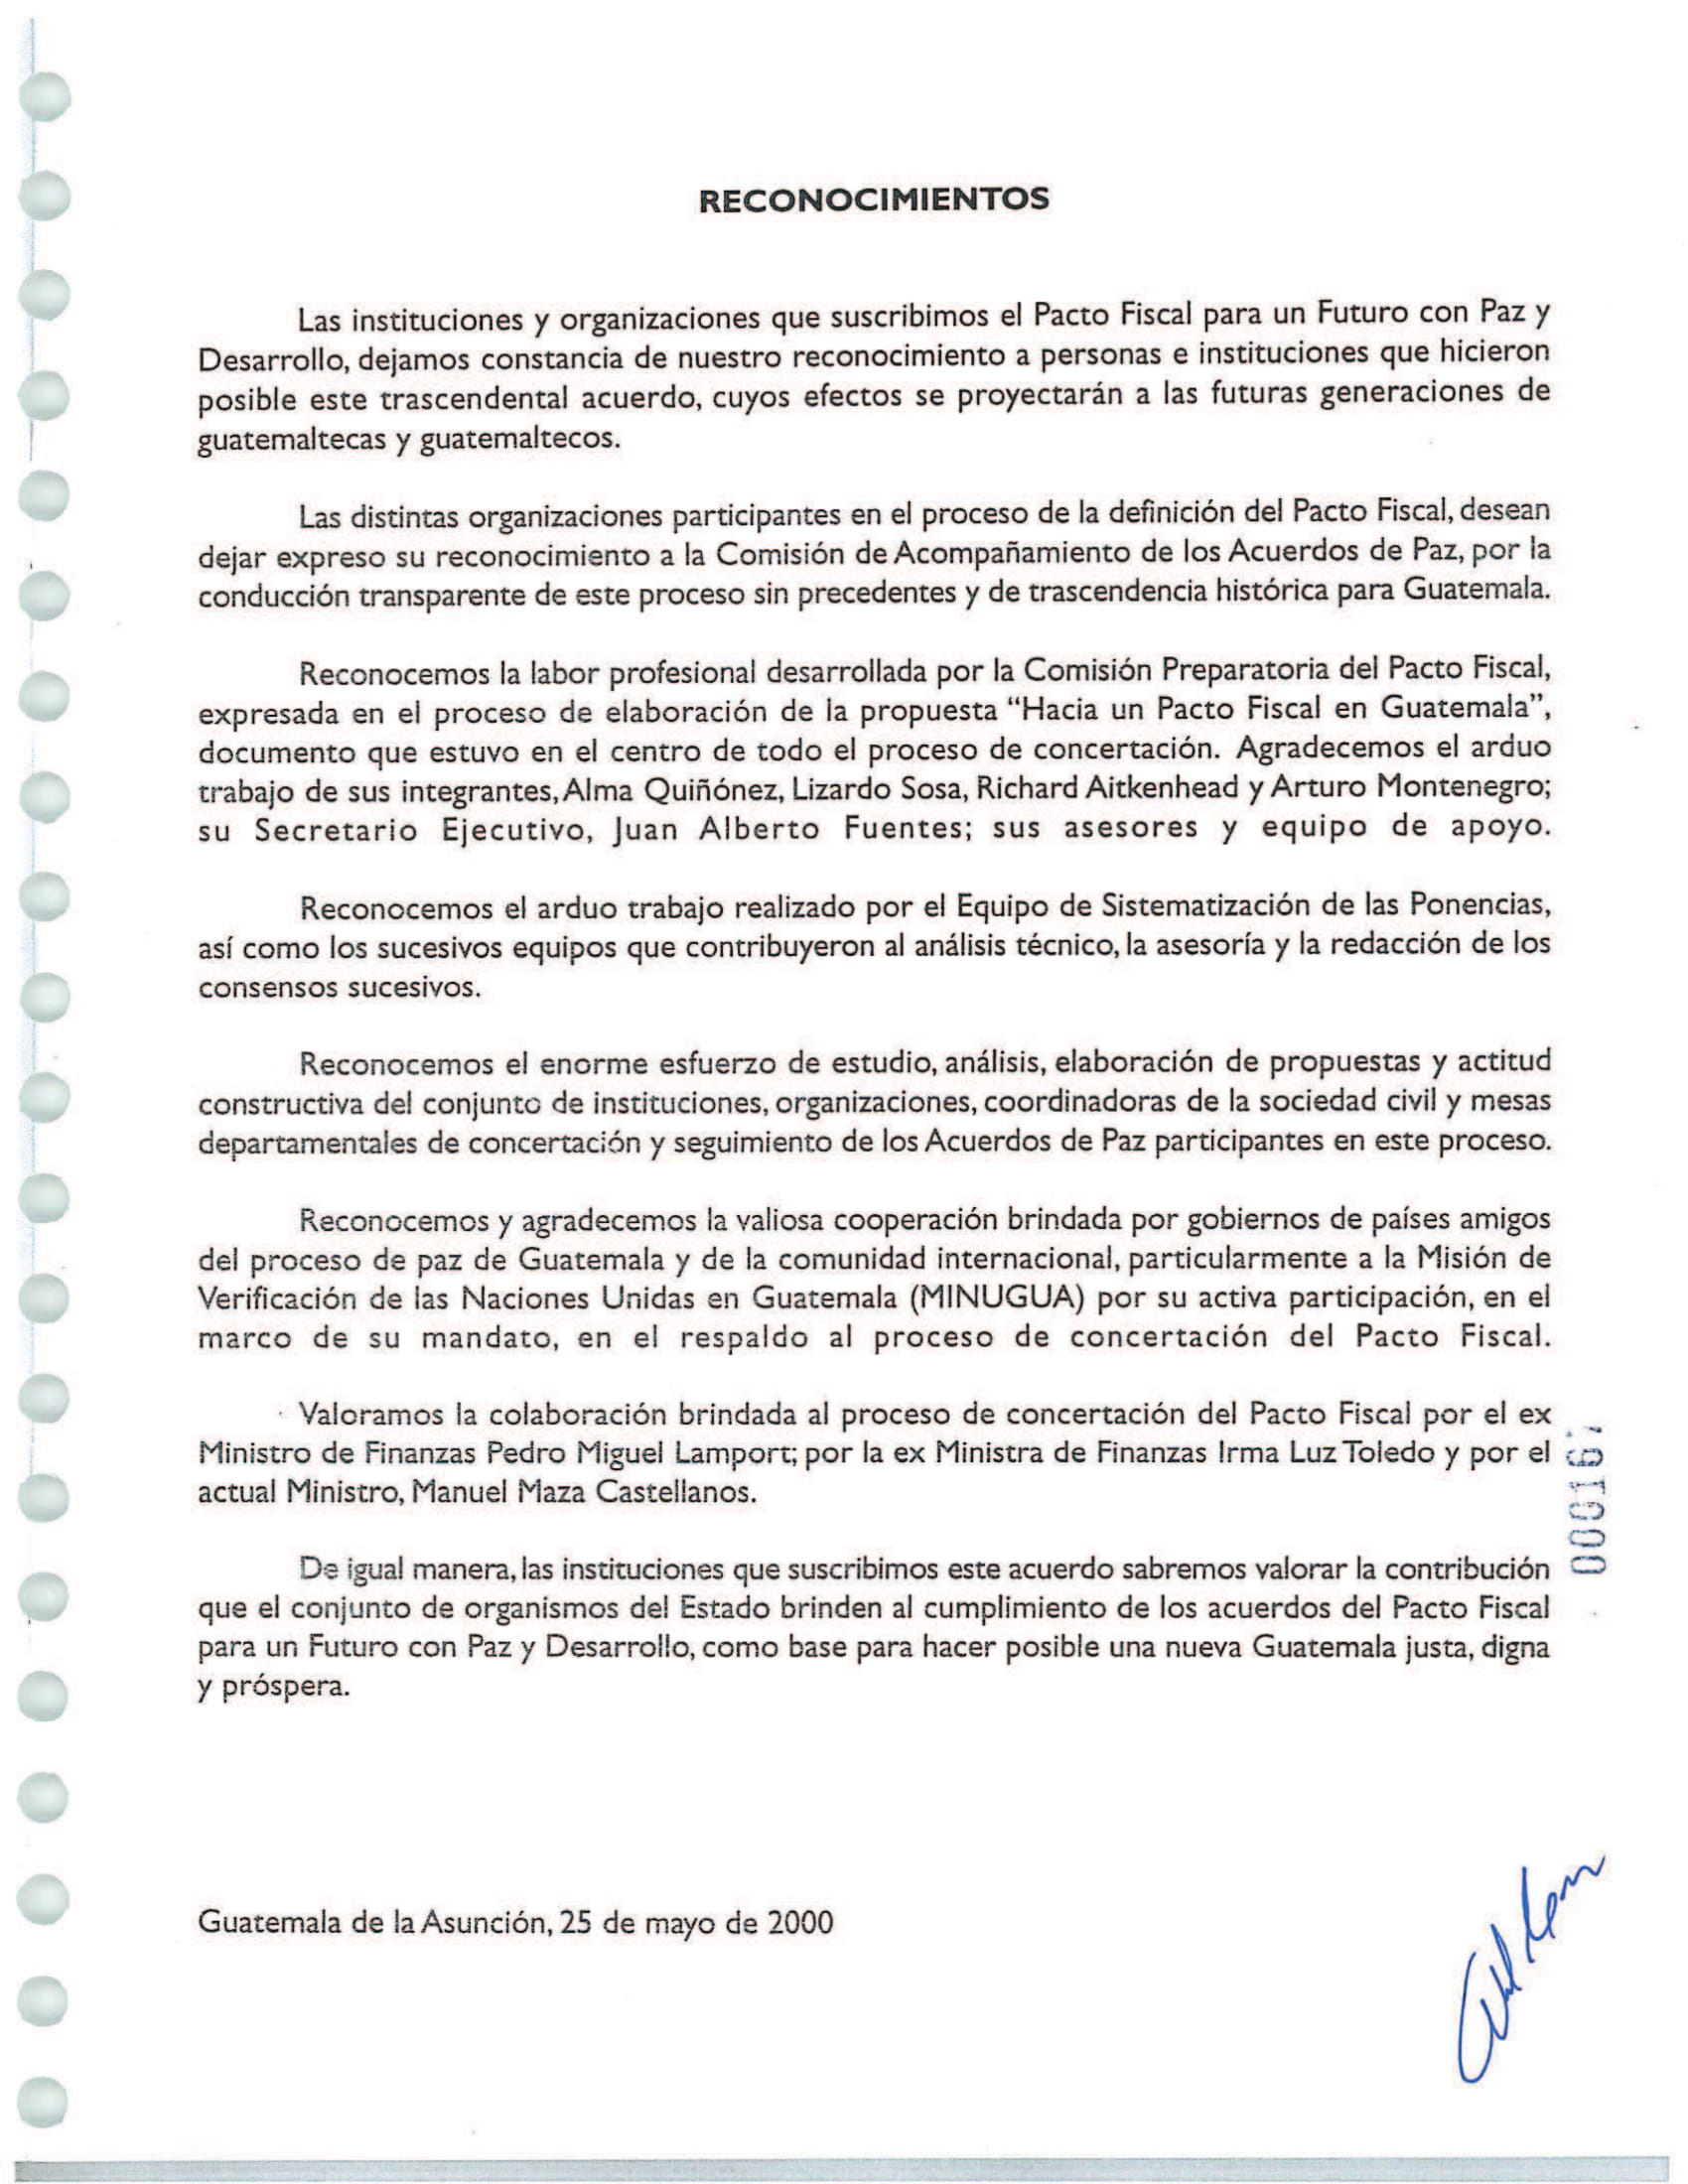 RECONOCIMIENTOS
Las instituciones y organizaciones que suscribimos el Pacto Fiscal para un Futuro con Paz y
Desarrollo, dejamos constancia de nuestro reconocimiento a personas e instituciones que hicieron
posible este trascendental acuerdo, cuyos efectos se proyectarán a las futuras generaciones de
guatemaltecas y guatemaltecos.
Las distintas organizaciones participantes en el proceso de la definición del Pacto Fiscal, desean
dejar expreso su reconocimiento a la Comisión de Acompañamiento de los Acuerdos de Paz, por la
conducción transparente de este proceso sin precedentes y de trascendencia histórica para Guatemala.
Reconocemos la labor profesional desarrollada por la Comisión Preparatoria del Pacto Fiscal,
expresada en el proceso de elaboración de la propuesta “Hacia un Pacto Fiscal en Guatemala”,
documento que estuvo en el centro de todo el proceso de concertación. Agradecemos el arduo
trabajo de sus integrantes, Alma Quiñónez, Lizardo Sosa, Richard Aitkenhead y Arturo Montenegro;
su Secretario Ejecutivo, Juan Alberto Fuentes; sus asesores y equipo de apoyo.
Reconocemos el arduo trabajo realizado por el Equipo de Sistematización de las Ponencias,
así como los sucesivos equipos que contribuyeron al análisis técnico, la asesoría y la redacción de los
consensos sucesivos.
Reconocemos el enorme esfuerzo de estudio, análisis, elaboración de propuestas y actitud
constructiva del conjunto de instituciones, organizaciones, coordinadoras de la sociedad civil y mesas
departamentales de concertación y seguimiento de los Acuerdos de Paz participantes en este proceso.
Reconocemos y agradecemos la valiosa cooperación brindada por gobiernos de países amigos
del proceso de paz de Guatemala y de la comunidad internacional, particularmente a la Misión de
Verificación de las Naciones Unidas en Guatemala (MINUGUA) por su activa participación, en el
marco de su mandato, en el respaldo al proceso de concertación del Pacto Fiscal.
Valoramos la colaboración brindada al proceso de concertación del Pacto Fiscal por el ex
Ministro de Finanzas Pedro Miguel Lamport; por la ex Ministra de Finanzas Irma Luz Toledo y por el
actual Ministro, Manuel Maza Castellanos.
De igual manera, las instituciones que suscribimos este acuerdo sabremos valorar la contribución
que el conjunto de organismos del Estado brinden al cumplimiento de los acuerdos del Pacto Fiscal
para un Futuro con Paz y Desarrollo, como base para hacer posible una nueva Guatemala justa, digna
y próspera.
000167
Guatemala de la Asunción, 25 de mayo de 2000